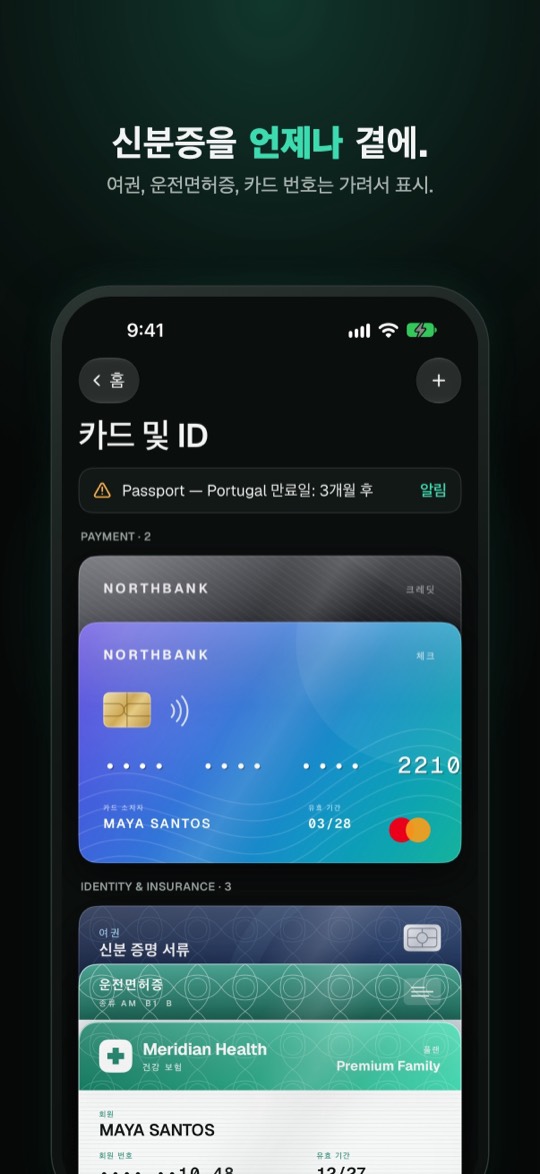 신분증을 언제나 곁에.
여권, 운전면허증, 카드 번호는 가려서 표시.
9:41
홈
카드 및 ID
Passport — Portugal 만료일: 3개월 후 알림
PAYMENT · 2
NORTHBANK 크레딧
NORTHBANK 체크
•••• •••• •••• 2210
카드 소지자 유효 기간
MAYA SANTOS 03/28
IDENTITY & INSURANCE · 3
여권
신분 증명 서류
운전면허증
종류 AM B1 B
Meridian Health 플랜
건강 보험 Premium Family
회원
MAYA SANTOS
회원 번호 유효 기간
•••• ••10 48 12/27